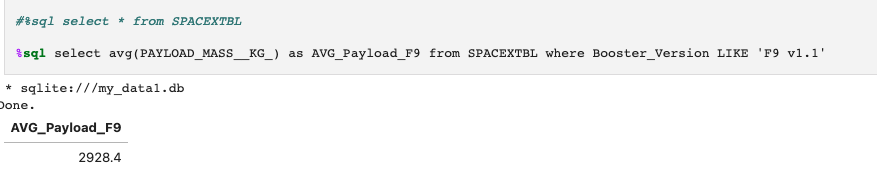 #%sql select * from SPACEXTBL
%sql select avg(PAYLOAD_MASS__KG_) as AVG_Payload_F9 from SPACEXTBL where Booster_Version LIKE 'F9 v1.1'
* sqlite:///my_data1.db
Done.
AVG_Payload_F9
2928.4